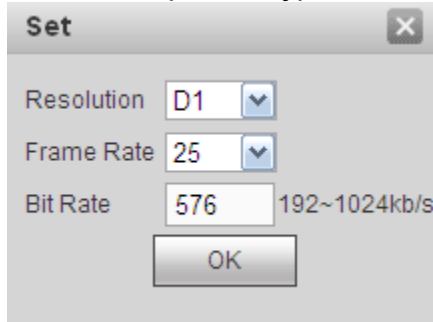 Set
Resolution D1
Frame Rate 25
Bit Rate 576 192~1024kb/s
OK